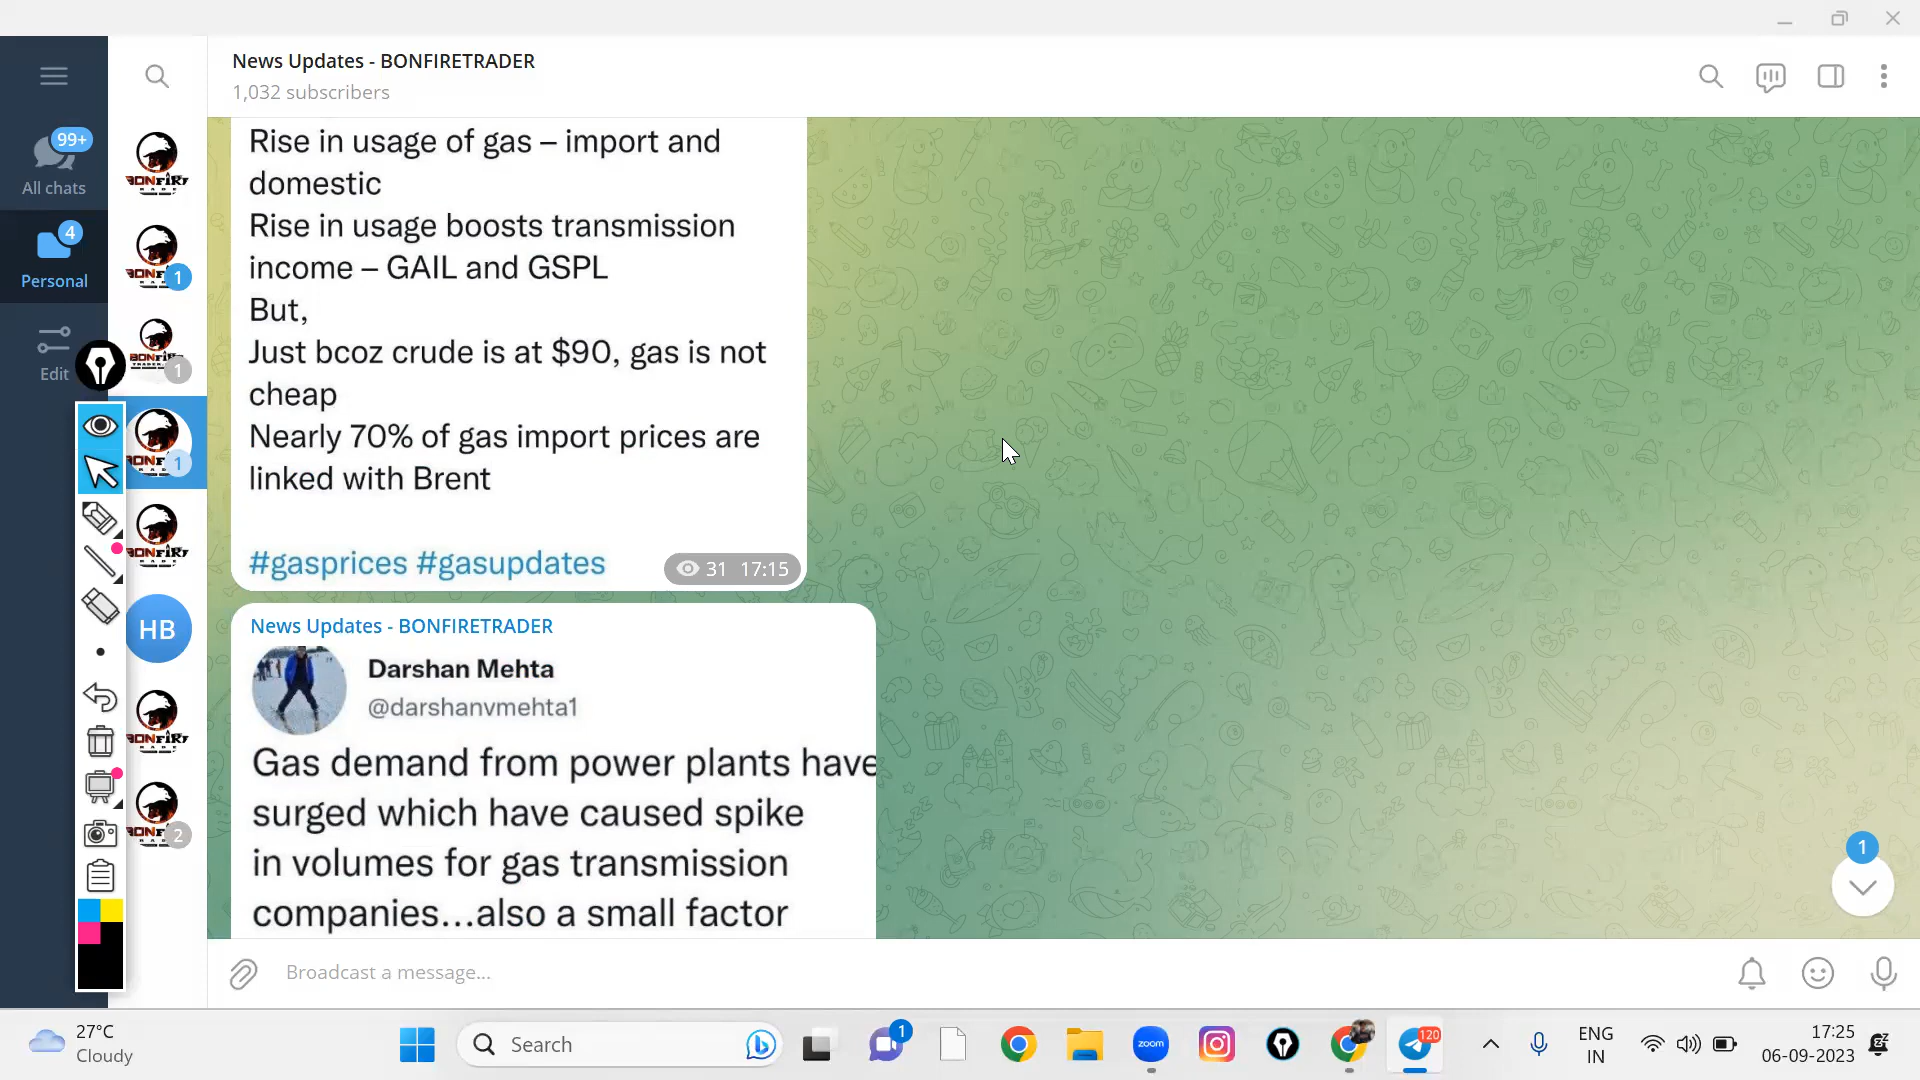 News Updates - BONFIRETRADER
1,032 subscribers
99+
All chats
4
Personal
Edit
1
1
1
HB
2
Rise in usage of gas – import and
domestic
Rise in usage boosts transmission
income – GAIL and GSPL
But,
Just bcoz crude is at $90, gas is not
cheap
Nearly 70% of gas import prices are
linked with Brent
#gasprices #gasupdates
31 17:15
News Updates - BONFIRETRADER
Darshan Mehta
@darshanvmehta1
Gas demand from power plants have
surged which have caused spike
in volumes for gas transmission
companies...also a small factor
1
Broadcast a message...
27°C
Cloudy
Search
1
zoom
120
ENG
IN
17:25
06-09-2023